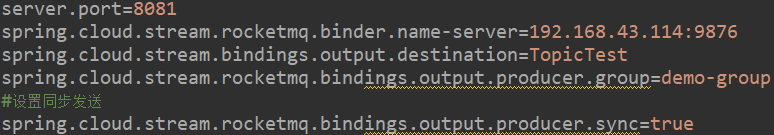 server.port=8081
spring.cloud.stream.rocketmq.binder.name-server=192.168.43.114:9876
spring.cloud.stream.bindings.output.destination=TopicTest
spring.cloud.stream.rocketmq.bindings.output.producer.group=demo-group
#设置同步发送
spring.cloud.stream.rocketmq.bindings.output.producer.sync=true